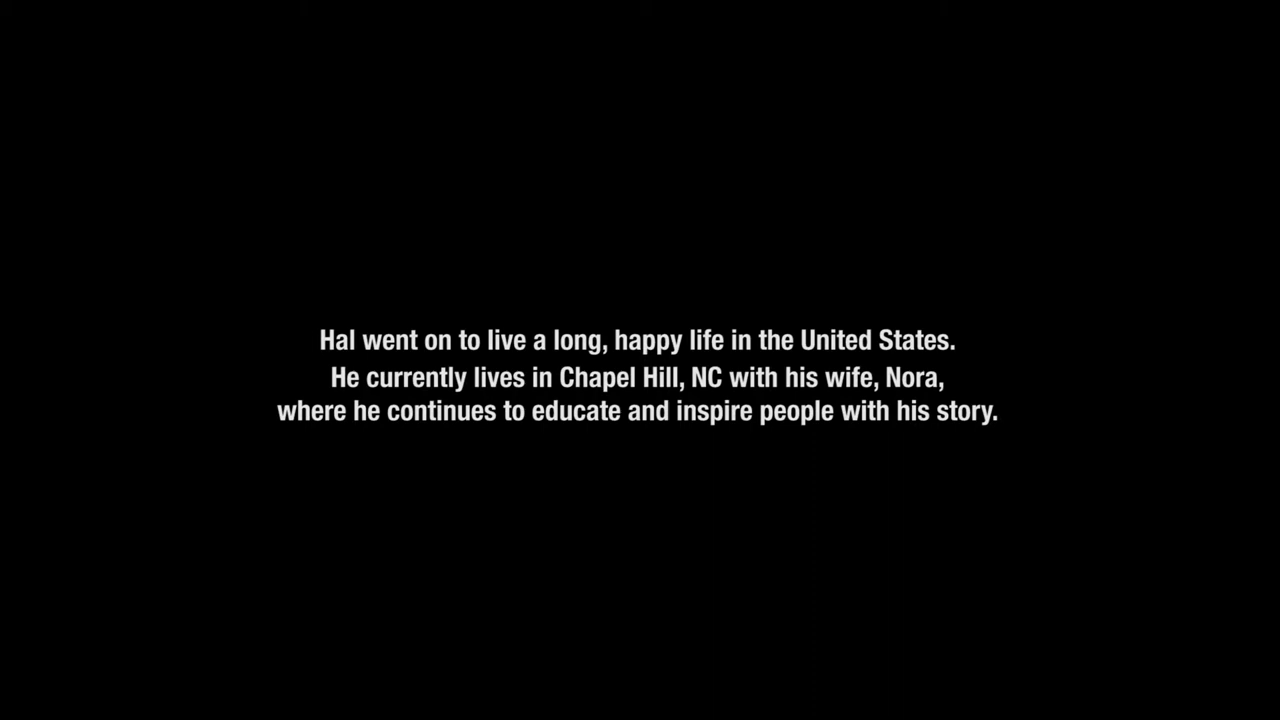 Hal went on to live a long, happy life in the United States.
He currently lives in Chapel Hill, NC with his wife, Nora,
where he continues to educate and inspire people with his story.